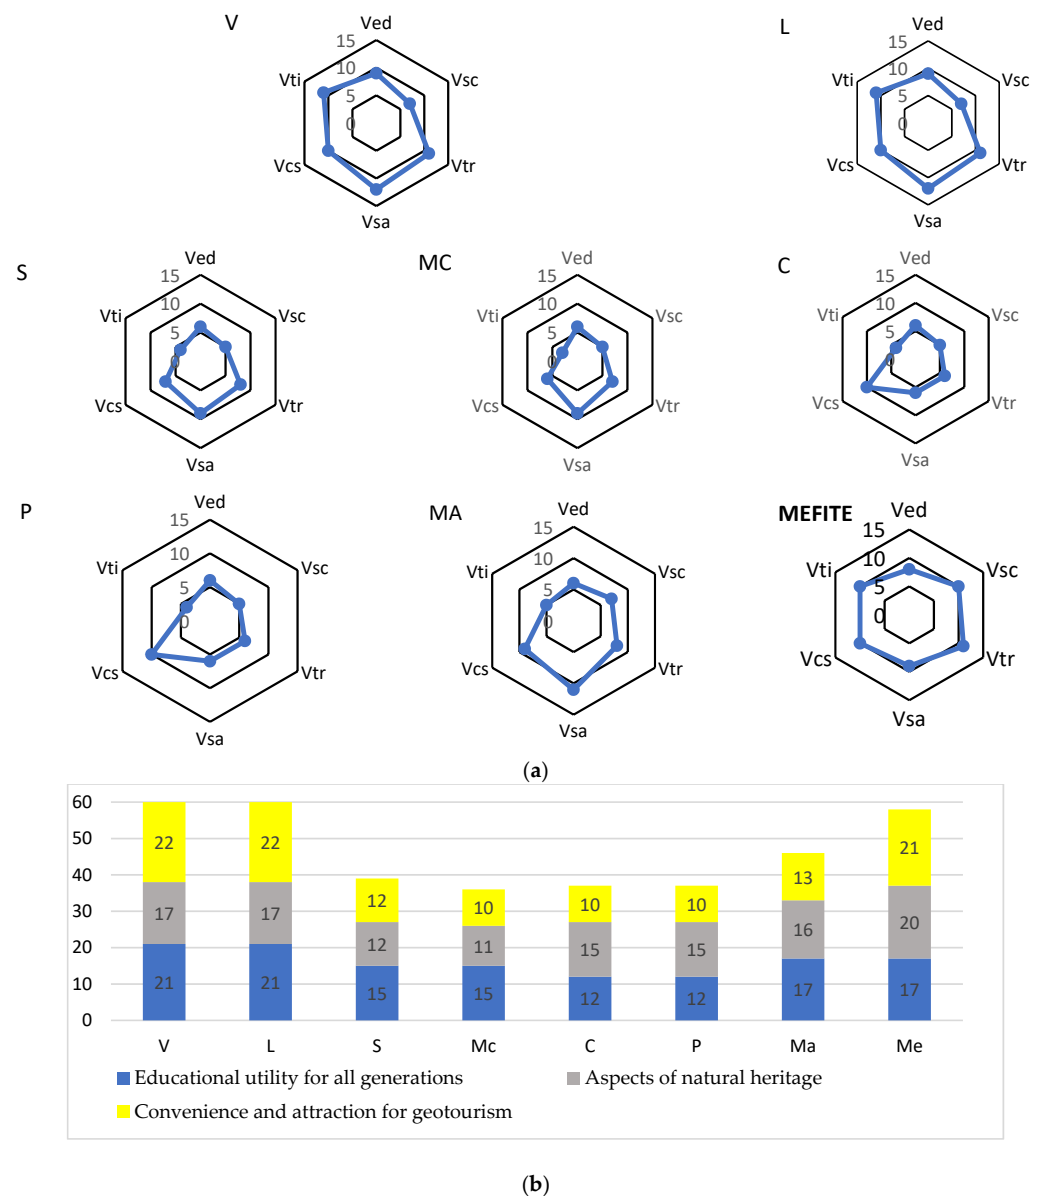 V
Ved
15
10
5
0
Vti
Vsc
Vcs
Vtr
Vsa
L
Ved
15
10
5
0
Vti
Vsc
Vcs
Vtr
Vsa
S
Ved
15
10
5
0
Vti
Vsc
Vcs
Vtr
Vsa
MC
Ved
15
10
5
0
Vti
Vsc
Vcs
Vtr
Vsa
C
Ved
15
10
5
0
Vti
Vsc
Vcs
Vtr
Vsa
P
Ved
15
10
5
0
Vti
Vsc
Vcs
Vtr
Vsa
MA
Ved
15
10
5
0
Vti
Vsc
Vcs
Vtr
Vsa
MEFITE
Ved
15
10
5
0
Vti
Vsc
Vcs
Vtr
Vsa
(a)
60
50
40
30
20
10
0
22 22 12 10 10 10 13 21
17 17 12 11 15 15 16 20
21 21 15 15 12 12 17 17
V L S Mc C P Ma Me
Educational utility for all generations
Aspects of natural heritage
Convenience and attraction for geotourism
(b)